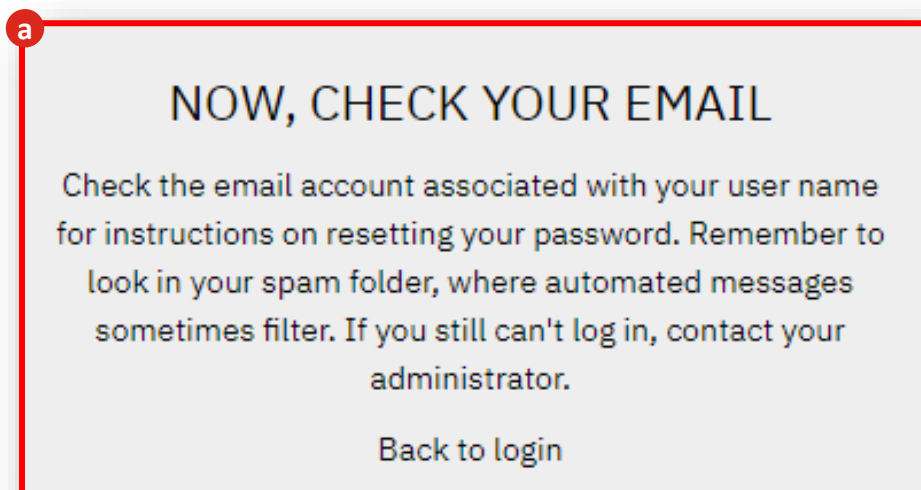 a
NOW, CHECK YOUR EMAIL
Check the email account associated with your user name
for instructions on resetting your password. Remember to
look in your spam folder, where automated messages
sometimes filter. If you still can't log in, contact your
administrator.
Back to login